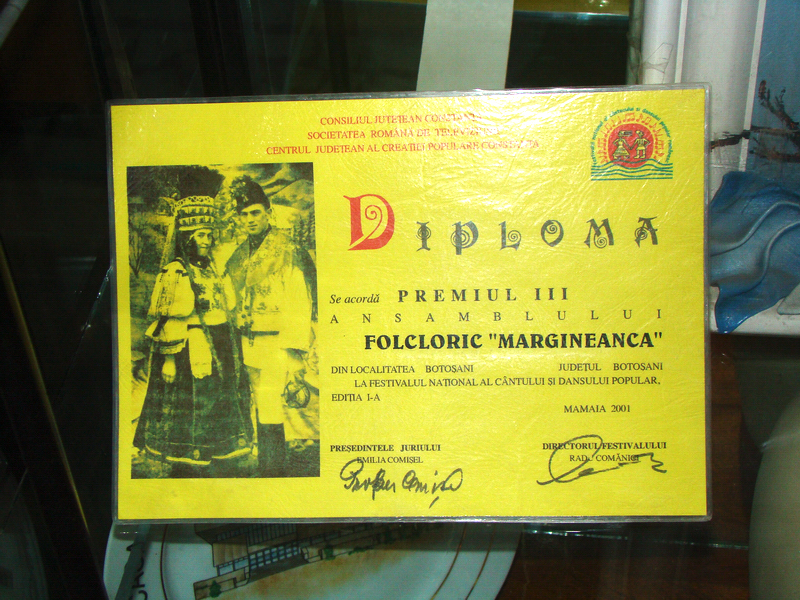 CONSILIUL JUȚEȚEAN CONSTANȚA
SOCIETATEA ROMÂNĂ DE TELEVIZIUNE
CENTRUL JUDEȚEAN AL CREAȚIEI POPULARE CONSTANȚA
DIPLOMA
Se acordă PREMIUL III
ANSAMBLULUI
FOLCLORIC "MARGINEANCA"
DIN LOCALITATEA BOTOȘANI JUDEȚUL BOTOȘANI
LA FESTIVALUL NAȚIONAL AL CÂNTULUI ȘI DANSULUI POPULAR,
EDIȚIA I-A
MAMAIA 2001
PREȘEDINTELE JURIULUI
EMILIA COMIȘEL
DIRECTORUL FESTIVALULUI
COMĂNICI